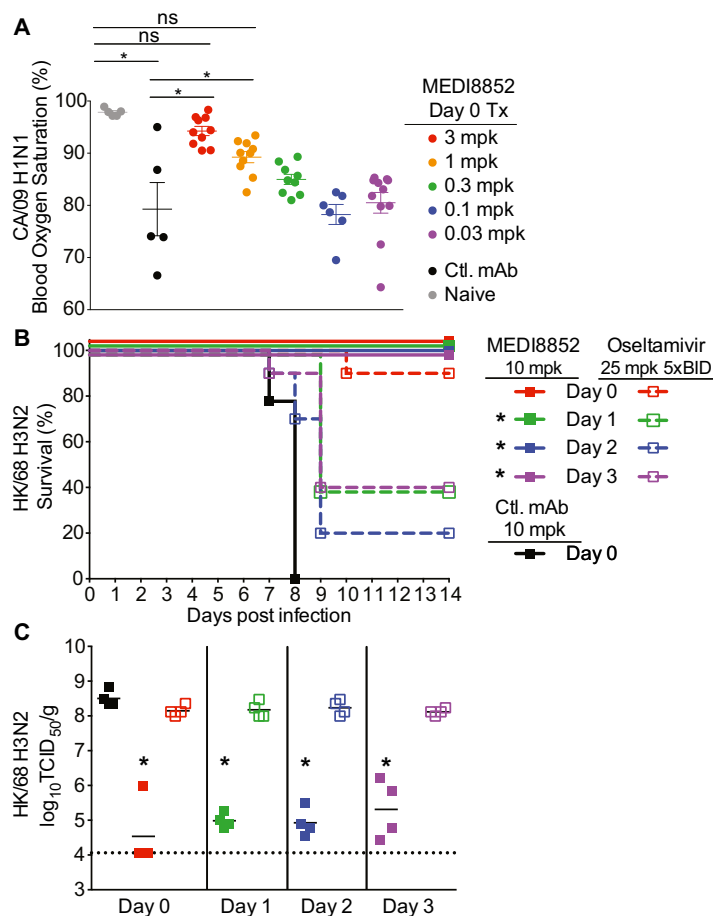 A
ns
ns
*
*
*
CA/09 H1N1
Blood Oxygen Saturation (%)
100
90
80
70
60
MEDI8852
Day 0 Tx
3 mpk
1 mpk
0.3 mpk
0.1 mpk
0.03 mpk
Ctl. mAb
Naive
B
HK/68 H3N2
Survival (%)
100
80
60
40
20
0
0 1 2 3 4 5 6 7 8 9 10 11 12 13 14
Days post infection
MEDI8852 Oseltamivir
10 mpk 25 mpk 5xBID
Day 0
* Day 1
* Day 2
* Day 3
Ctl. mAb
10 mpk
Day 0
C
HK/68 H3N2
log10 TCID50/g
10
9
8
7
6
5
4
3
* * * *
Day 0 Day 1 Day 2 Day 3